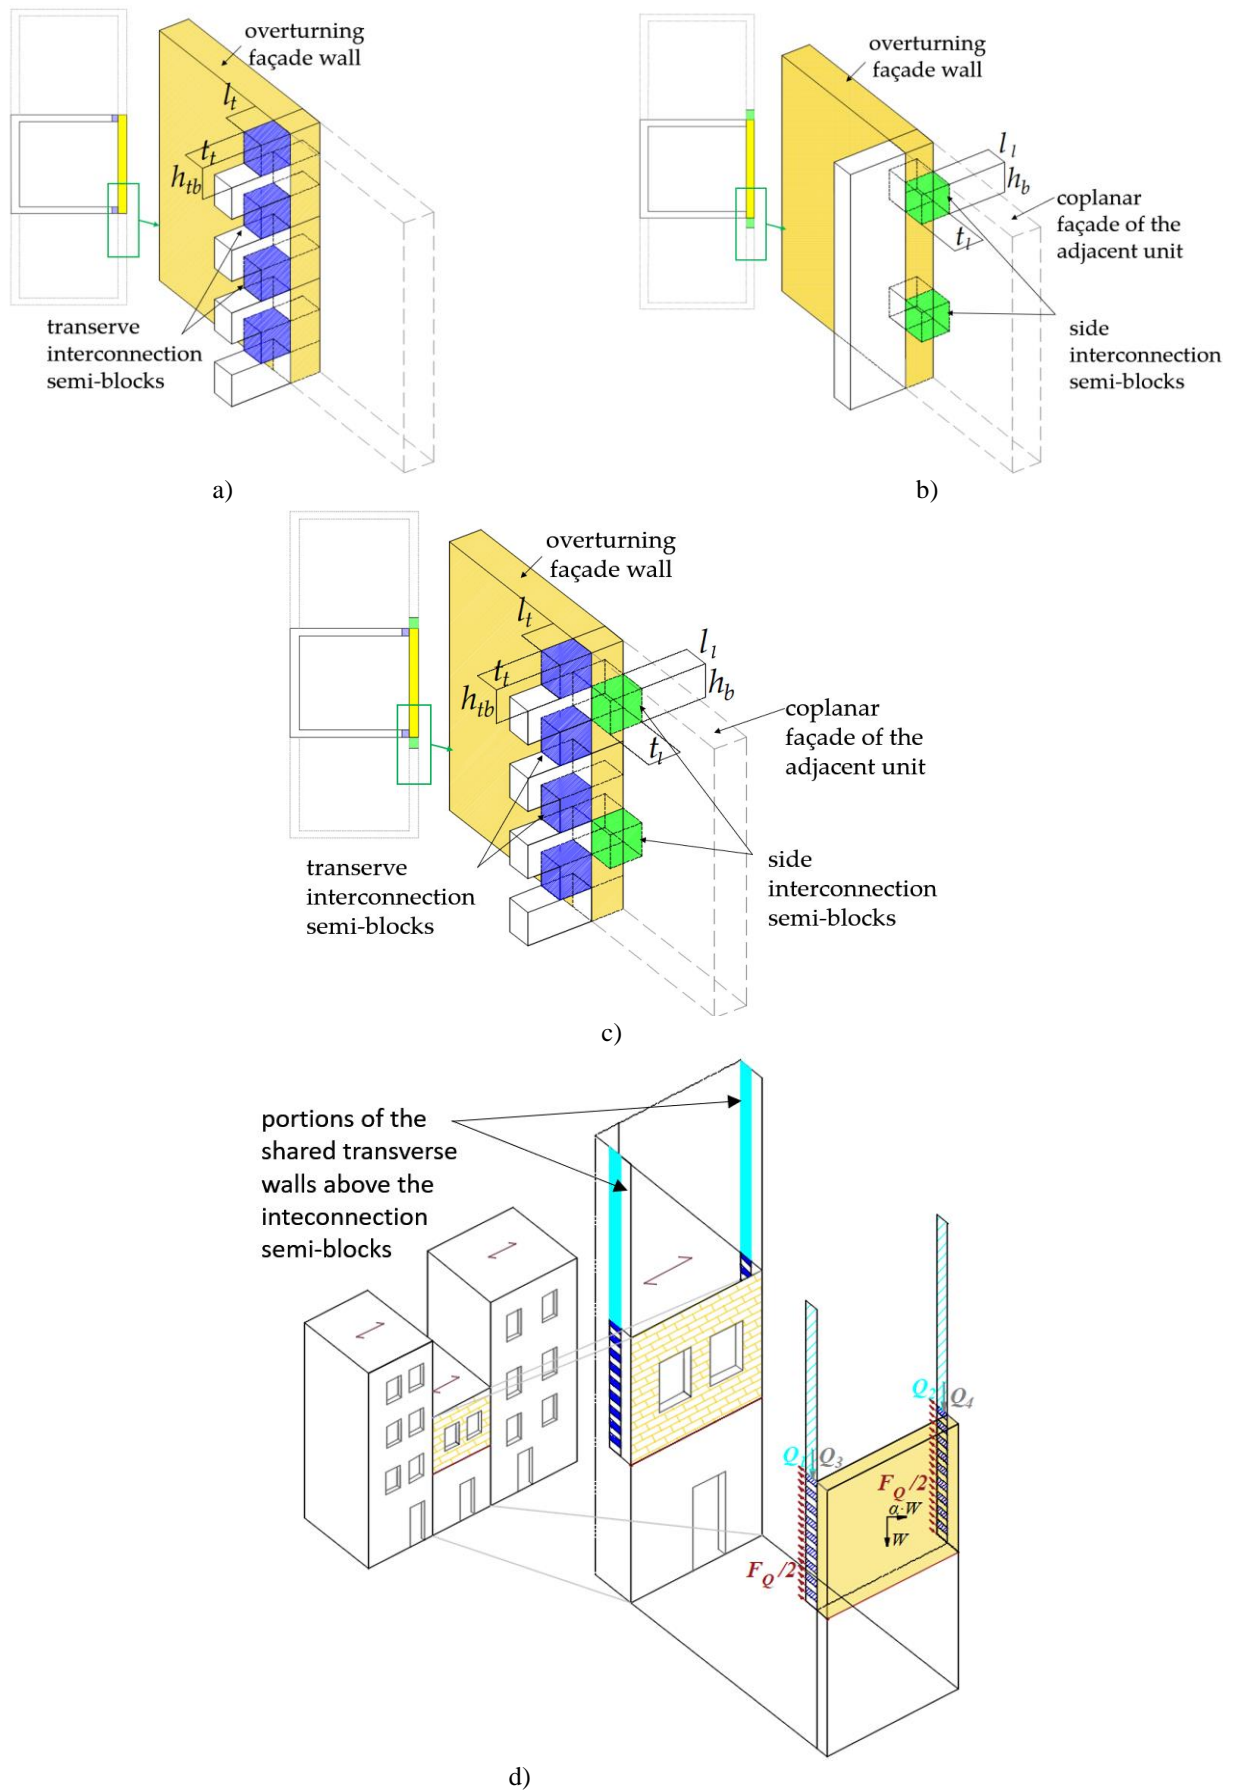 overturning
façade wall
l_t
t_t
h_tb
transerve
interconnection
semi-blocks
a)
overturning
façade wall
l_l
h_b
t_l
coplanar
façade of the
adjacent unit
side
interconnection
semi-blocks
b)
overturning
façade wall
l_t
t_t
h_tb
l_l
h_b
t_l
coplanar
façade of the
adjacent unit
transerve
interconnection
semi-blocks
side
interconnection
semi-blocks
c)
portions of the
shared transverse
walls above the
inteconnection
semi-blocks
Q_4
Q_3
F_Q/2
α·W
W
F_Q/2
d)